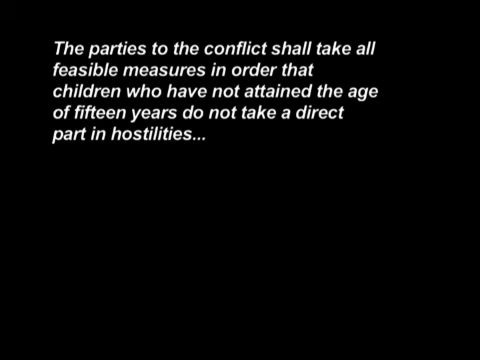 The parties to the conflict shall take all
feasible measures in order that
children who have not attained the age
of fifteen years do not take a direct
part in hostilities...